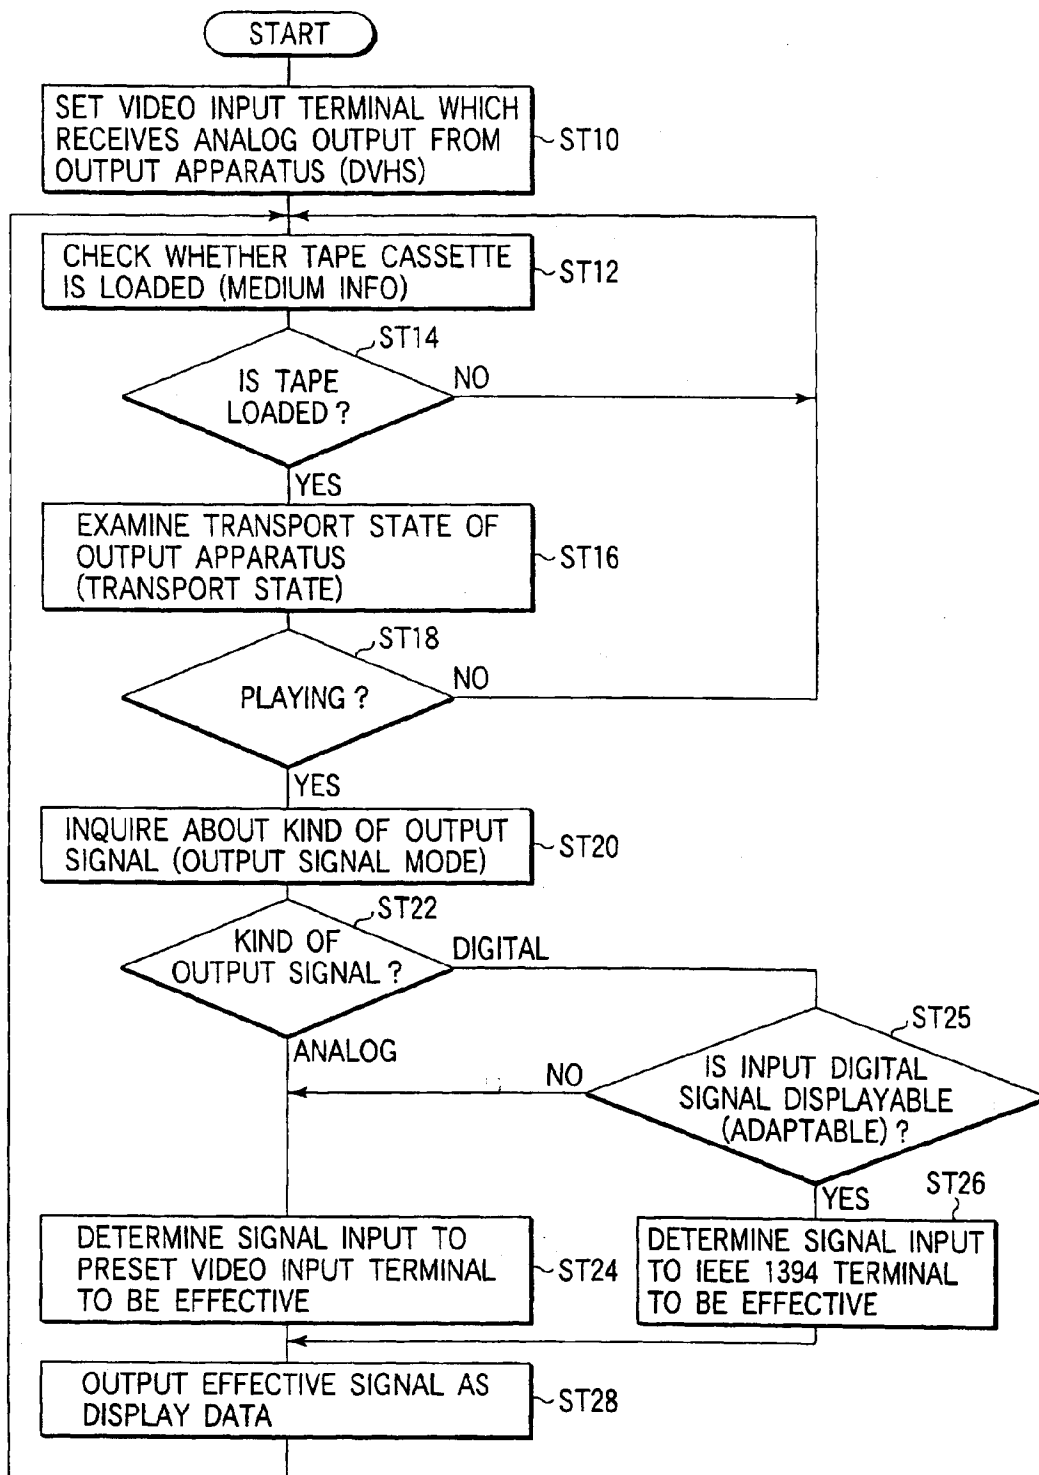 START
SET VIDEO INPUT TERMINAL WHICH
RECEIVES ANALOG OUTPUT FROM
OUTPUT APPARATUS (DVHS)
ST10
CHECK WHETHER TAPE CASSETTE
IS LOADED (MEDIUM INFO)
ST12
ST14
IS TAPE
LOADED ?
NO
YES
EXAMINE TRANSPORT STATE OF
OUTPUT APPARATUS
(TRANSPORT STATE)
ST16
ST18
PLAYING ?
NO
YES
INQUIRE ABOUT KIND OF OUTPUT
SIGNAL (OUTPUT SIGNAL MODE)
ST20
ST22
KIND OF
OUTPUT SIGNAL ?
DIGITAL
ANALOG
ST25
IS INPUT DIGITAL
SIGNAL DISPLAYABLE
(ADAPTABLE) ?
NO
YES
ST26
DETERMINE SIGNAL INPUT TO
PRESET VIDEO INPUT TERMINAL
TO BE EFFECTIVE
ST24
DETERMINE SIGNAL INPUT
TO IEEE 1394 TERMINAL
TO BE EFFECTIVE
OUTPUT EFFECTIVE SIGNAL AS
DISPLAY DATA
ST28